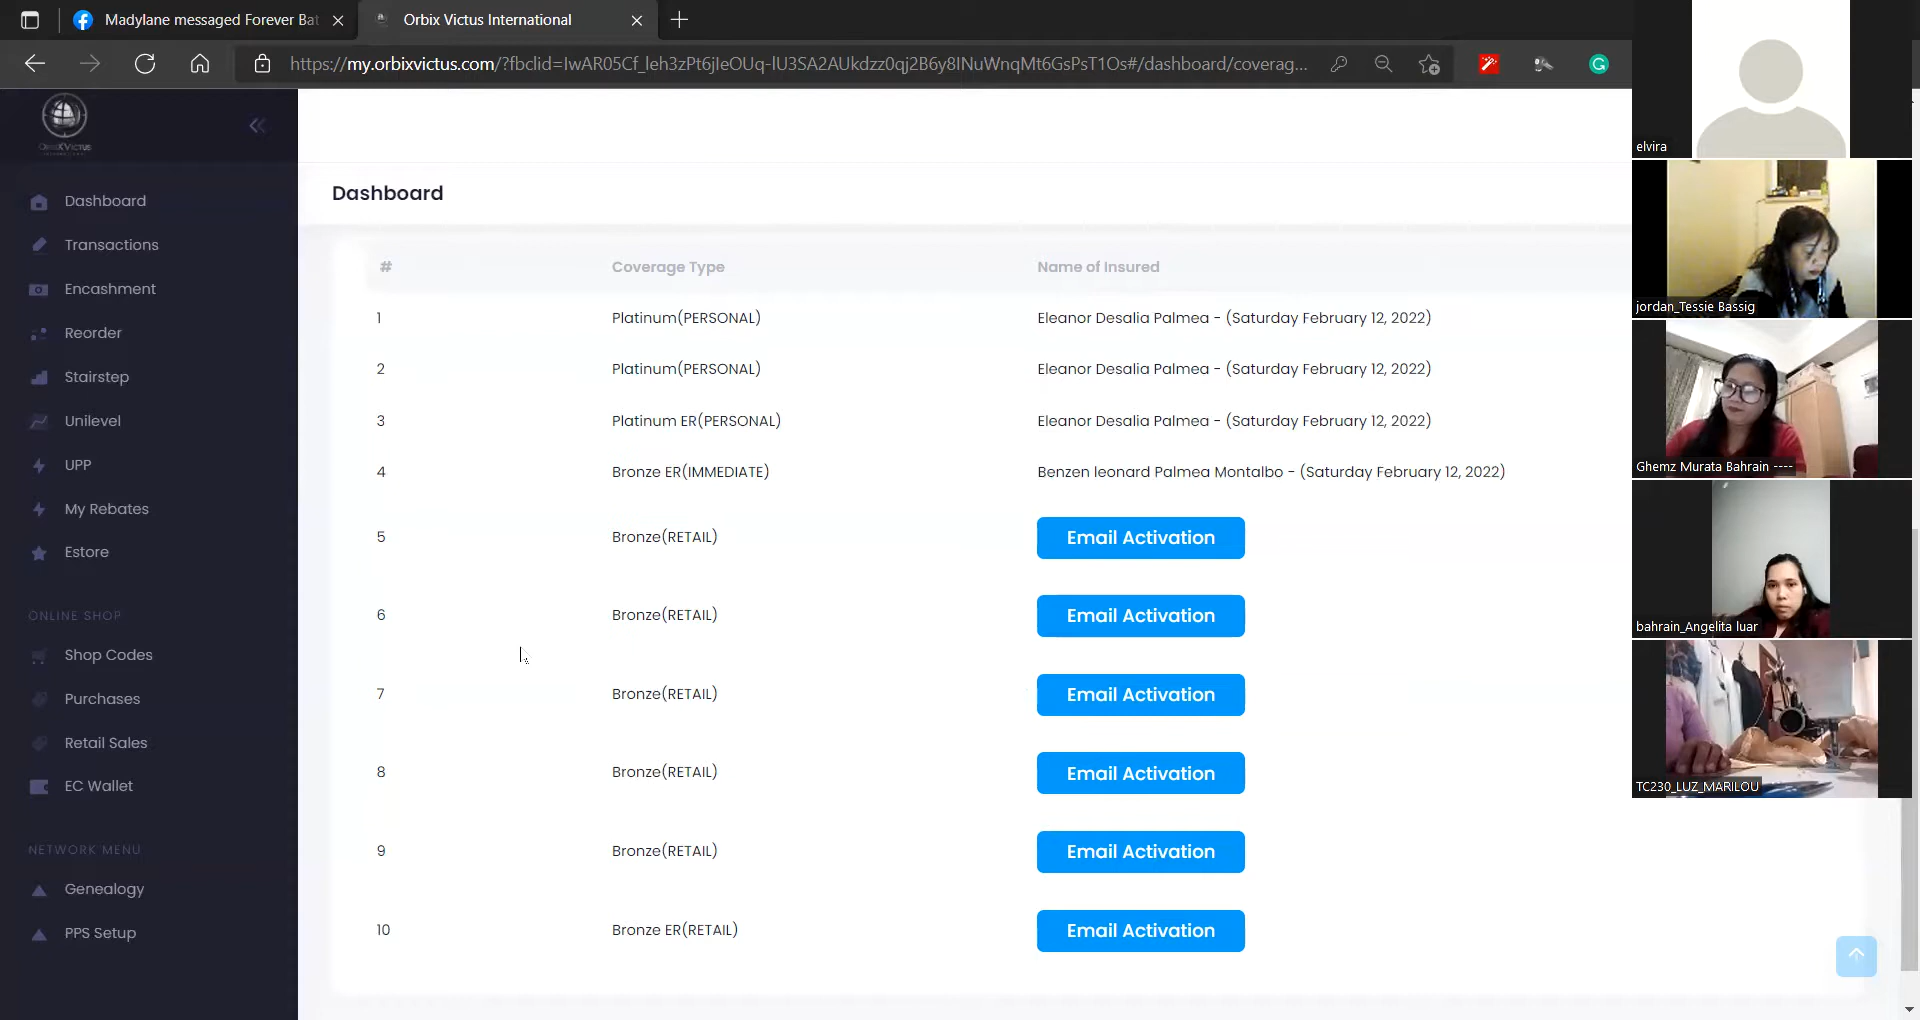 Madylane messaged Forever Bat
Orbix Victus International
https://my.orbixvictus.com/?fbclid=IwAR05Cf_Ieh3zPt6jIeOUq-IU3SA2AUkdzz0qj2B6y8INuWnqMt6GsPsT1Os#/dashboard/coverag...
Dashboard
Transactions
Encashment
Reorder
Stairstep
Unilevel
UPP
My Rebates
Estore
ONLINE SHOP
Shop Codes
Purchases
Retail Sales
EC Wallet
NETWORK MENU
Genealogy
PPS Setup
Dashboard
# Coverage Type Name of Insured
1 Platinum(PERSONAL) Eleanor Desalia Palmea - (Saturday February 12, 2022)
2 Platinum(PERSONAL) Eleanor Desalia Palmea - (Saturday February 12, 2022)
3 Platinum ER(PERSONAL) Eleanor Desalia Palmea - (Saturday February 12, 2022)
4 Bronze ER(IMMEDIATE) Benzen leonard Palmea Montalbo - (Saturday February 12, 2022)
5 Bronze(RETAIL) Email Activation
6 Bronze(RETAIL) Email Activation
7 Bronze(RETAIL) Email Activation
8 Bronze(RETAIL) Email Activation
9 Bronze(RETAIL) Email Activation
10 Bronze ER(RETAIL) Email Activation
elvira
jordan_Tessie Bassig
Ghemz Murata Bahrain ----
bahrain_Angelita luar
TC230_LUZ_MARILOU